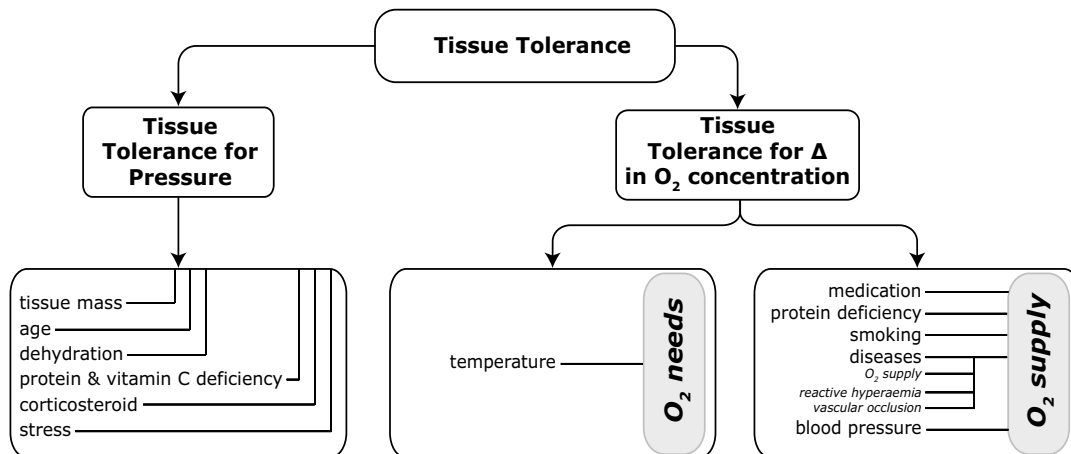 Tissue Tolerance
Tissue
Tolerance for
Pressure
Tissue
Tolerance for Δ
in O₂ concentration
tissue mass
age
dehydration
protein & vitamin C deficiency
corticosteroid
stress
temperature
O₂ needs
medication
protein deficiency
smoking
diseases
O₂ supply
reactive hyperaemia
vascular occlusion
blood pressure
O₂ supply